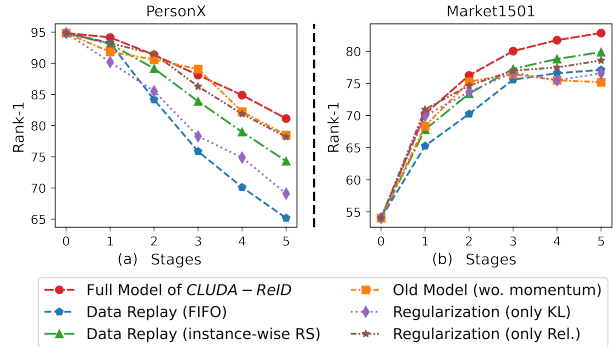 PersonX
Market1501
Rank-1
95
90
85
80
75
70
65
0 1 2 3 4 5
(a) Stages
Rank-1
80
75
70
65
60
55
0 1 2 3 4 5
(b) Stages
Full Model of CLUDA − ReID
Data Replay (FIFO)
Data Replay (instance-wise RS)
Old Model (wo. momentum)
Regularization (only KL)
Regularization (only Rel.)